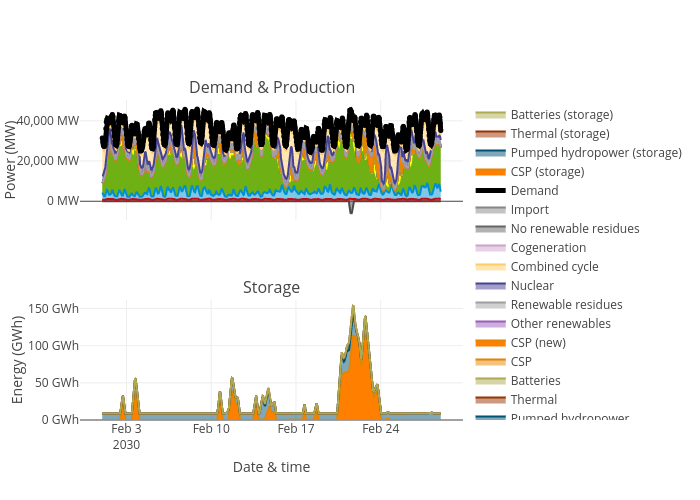 Demand & Production
40,000 MW
20,000 MW
0 MW
Power (MW)
Storage
150 GWh
100 GWh
50 GWh
0 GWh
Energy (GWh)
Feb 3
2030
Feb 10
Feb 17
Feb 24
Date & time
Batteries (storage)
Thermal (storage)
Pumped hydropower (storage)
CSP (storage)
Demand
Import
No renewable residues
Cogeneration
Combined cycle
Nuclear
Renewable residues
Other renewables
CSP (new)
CSP
Batteries
Thermal
Pumped hydropower